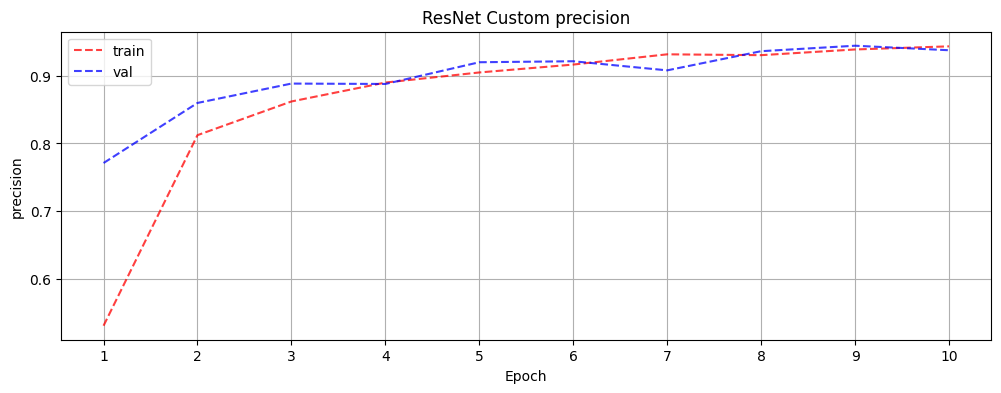 ResNet Custom precision
train
val
precision
0.9
0.8
0.7
0.6
1 2 3 4 5 6 7 8 9 10
Epoch